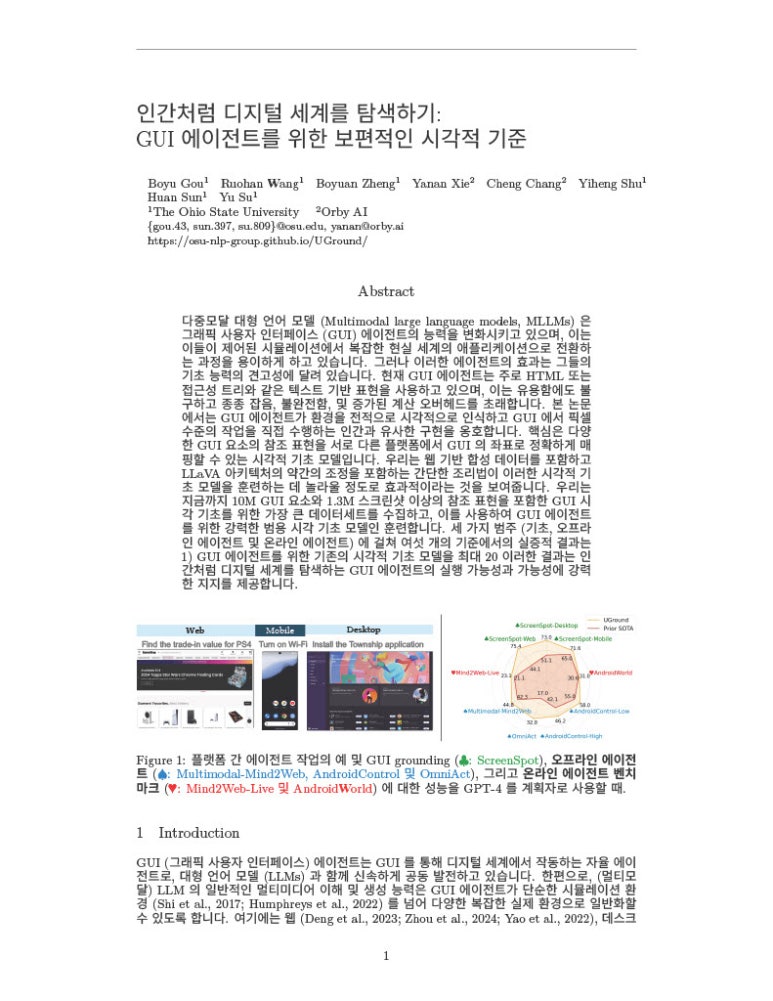 인간처럼 디지털 세계를 탐색하기:
GUI 에이전트를 위한 보편적인 시각적 기준
Boyu Gou1 Ruohan Wang1 Boyuan Zheng1 Yanan Xie2 Cheng Chang2 Yiheng Shu1
Huan Sun1 Yu Su1
1The Ohio State University 2Orby AI
{gou.43, sun.397, su.809}@osu.edu, yanan@orby.ai
https://osu-nlp-group.github.io/UGround/
Abstract
다중모달 대형 언어 모델 (Multimodal large language models, MLLMs) 은
그래픽 사용자 인터페이스 (GUI) 에이전트의 능력을 변화시키고 있으며, 이는
이들이 제어된 시뮬레이션에서 복잡한 현실 세계의 애플리케이션으로 전환하
는 과정을 용이하게 하고 있습니다. 그러나 이러한 에이전트의 효과는 그들의
기초 능력의 견고성에 달려 있습니다. 현재 GUI 에이전트는 주로 HTML 또는
접근성 트리와 같은 텍스트 기반 표현을 사용하고 있으며, 이는 유용함에도 불
구하고 종종 잡음, 불완전함, 및 증가된 계산 오버헤드를 초래합니다. 본 논문
에서는 GUI 에이전트가 환경을 전적으로 시각적으로 인식하고 GUI 에서 픽셀
수준의 작업을 직접 수행하는 인간과 유사한 구현을 옹호합니다. 핵심은 다양
한 GUI 요소의 참조 표현을 서로 다른 플랫폼에서 GUI 의 좌표로 정확하게 매
핑할 수 있는 시각적 기초 모델입니다. 우리는 웹 기반 합성 데이터를 포함하고
LLaVA 아키텍처의 약간의 조정을 포함하는 간단한 조리법이 이러한 시각적 기
초 모델을 훈련하는 데 놀라울 정도로 효과적이라는 것을 보여줍니다. 우리는
지금까지 10M GUI 요소와 1.3M 스크린샷 이상의 참조 표현을 포함한 GUI 시
각 기초를 위한 가장 큰 데이터세트를 수집하고, 이를 사용하여 GUI 에이전트
를 위한 강력한 범용 시각 기초 모델인 훈련합니다. 세 가지 범주 (기초, 오프라
인 에이전트 및 온라인 에이전트) 에 걸쳐 여섯 개의 기준에서의 실증적 결과는
1) GUI 에이전트를 위한 기존의 시각적 기초 모델을 최대 20 이러한 결과는 인
간처럼 디지털 세계를 탐색하는 GUI 에이전트의 실행 가능성과 가능성에 강력
한 지지를 제공합니다.
Web Mobile Desktop
Find the trade-in value for PS4 Turn on Wi-Fi Install the Township application
UGround
Prior SOTA
♣ScreenSpot-Desktop
♣ScreenSpot-Web 73.0 ♣ScreenSpot-Mobile
75.4 71.6
51.1 65.0
44.1
♥Mind2Web-Live 23.3 21.1 30.6 31.0 ♥AndroidWorld
17.0
42.3 42.1 55.0
44.8 58.0
♠Multimodal-Mind2Web ♠AndroidControl-Low
32.8 46.2
♠OmniAct ♠AndroidControl-High
Figure 1: 플랫폼 간 에이전트 작업의 예 및 GUI grounding (♣: ScreenSpot), 오프라인 에이전
트 (♠: Multimodal-Mind2Web, AndroidControl 및 OmniAct), 그리고 온라인 에이전트 벤치
마크 (♥: Mind2Web-Live 및 AndroidWorld) 에 대한 성능을 GPT-4 를 계획자로 사용할 때.
1 Introduction
GUI (그래픽 사용자 인터페이스) 에이전트는 GUI 를 통해 디지털 세계에서 작동하는 자율 에이
전트로, 대형 언어 모델 (LLMs) 과 함께 신속하게 공동 발전하고 있습니다. 한편으로, (멀티모
달) LLM 의 일반적인 멀티미디어 이해 및 생성 능력은 GUI 에이전트가 단순한 시뮬레이션 환
경 (Shi et al., 2017; Humphreys et al., 2022) 를 넘어 다양한 복잡한 실제 환경으로 일반화할
수 있도록 합니다. 여기에는 웹 (Deng et al., 2023; Zhou et al., 2024; Yao et al., 2022), 데스크
1